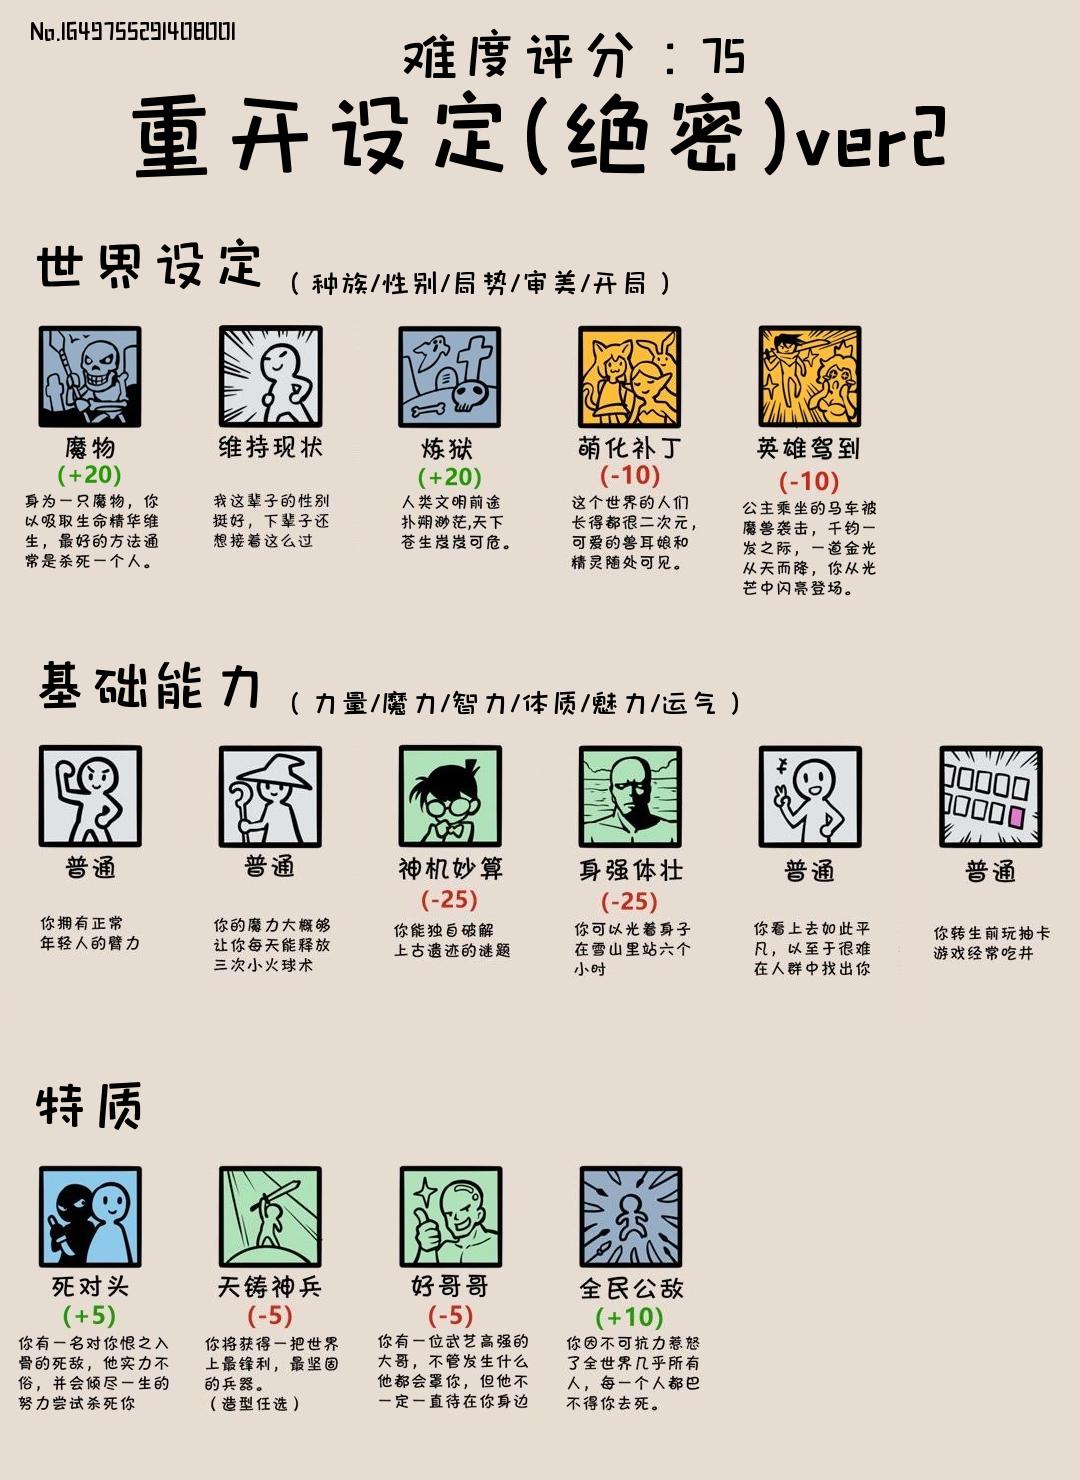 No.1649755291408001
难度评分：75
重开设定(绝密)ver2
世界设定（种族/性别/局势/审美/开局）
魔物
(+20)
身为一只魔物，你
以吸取生命精华维
生，最好的方法通
常是杀死一个人。
维持现状
我这辈子的性别
挺好，下辈子还
想接着这么过
炼狱
(+20)
人类文明前途
扑朔渺茫,天下
苍生岌岌可危。
萌化补丁
(-10)
这个世界的人们
长得都很二次元，
可爱的兽耳娘和
精灵随处可见。
英雄驾到
(-10)
公主乘坐的马车被
魔兽袭击，千钧一
发之际，一道金光
从天而降，你从光
芒中闪亮登场。
基础能力（力量/魔力/智力/体质/魅力/运气）
普通
你拥有正常
年轻人的臂力
普通
你的魔力大概够
让你每天能释放
三次小火球术
神机妙算
(-25)
你能独自破解
上古遗迹的谜题
身强体壮
(-25)
你可以光着身子
在雪山里站六个
小时
普通
你看上去如此平
凡，以至于很难
在人群中找出你
普通
你转生前玩抽卡
游戏经常吃井
特质
死对头
(+5)
你有一名对你恨之入
骨的死敌，他实力不
俗，并会倾尽一生的
努力尝试杀死你
天铸神兵
(-5)
你将获得一把世界
上最锋利，最坚固
的兵器。
（造型任选）
好哥哥
(-5)
你有一位武艺高强的
大哥，不管发生什么
他都会罩你，但他不
一定一直待在你身边
全民公敌
(+10)
你因不可抗力惹怒
了全世界几乎所有
人，每一个人都巴
不得你去死。